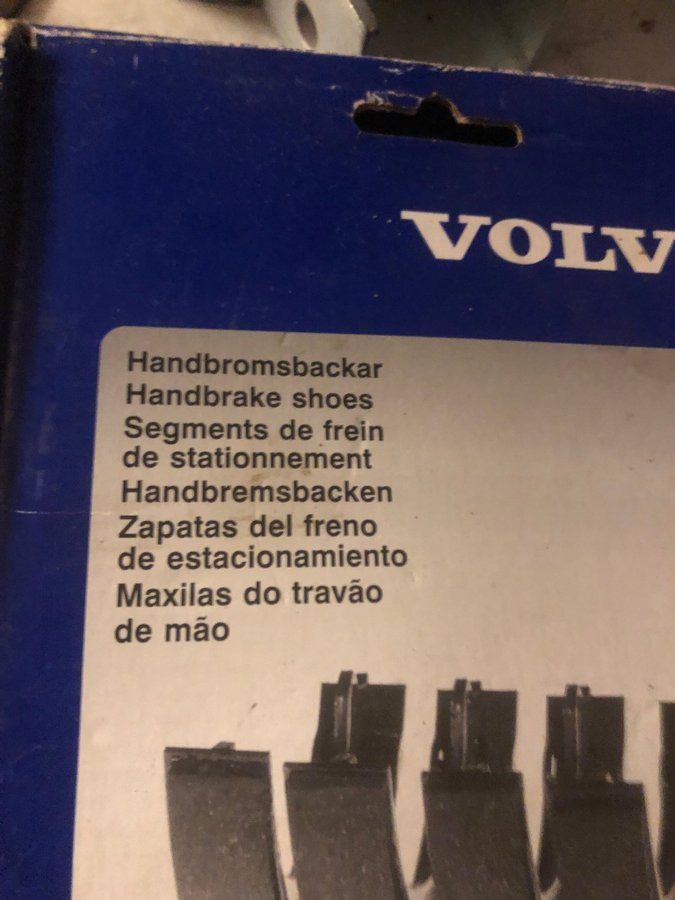 VOLV
Handbromsbackar
Handbrake shoes
Segments de frein
de stationnement
Handbremsbacken
Zapatas del freno
de estacionamiento
Maxilas do travão
de mão